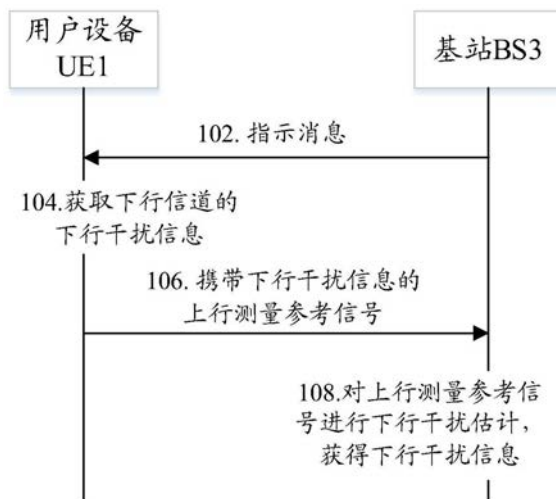 用户设备
UE1
基站BS3
102. 指示消息
104.获取下行信道的
下行干扰信息
106. 携带下行干扰信息的
上行测量参考信号
108.对上行测量参考信
号进行下行干扰估计,
获得下行干扰信息